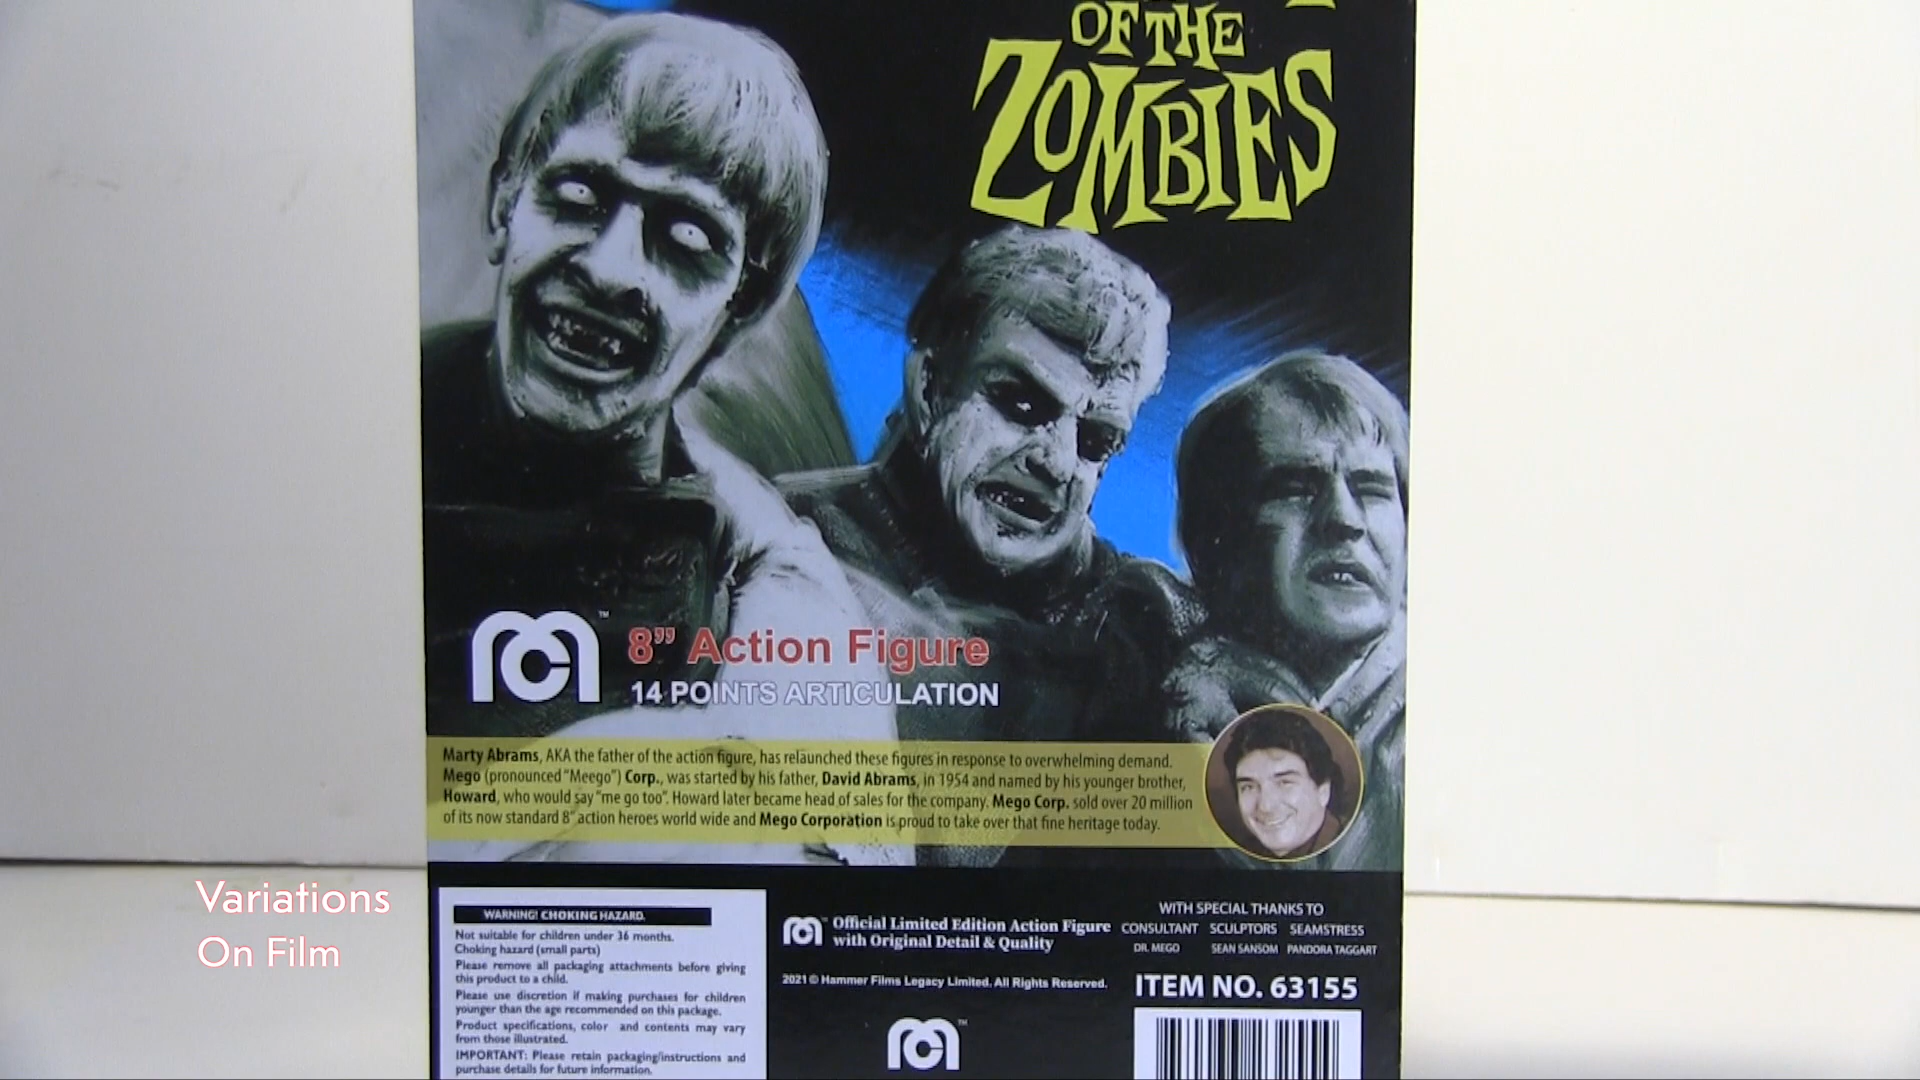 OF THE
ZOMBIES
™
8” Action Figure
14 POINTS ARTICULATION
Marty Abrams, AKA the father of the action figure, has relaunched these figures in response to overwhelming demand.
Mego (pronounced “Meego”) Corp., was started by his father, David Abrams, in 1954 and named by his younger brother,
Howard, who would say “me go too”. Howard later became head of sales for the company. Mego Corp. sold over 20 million
of its now standard 8” action heroes world wide and Mego Corporation is proud to take over that fine heritage today.
Variations
On Film
WARNING! CHOKING HAZARD.
Not suitable for children under 36 months.
Choking hazard (small parts)
Please remove all packaging attachments before giving
this product to a child.
Please use discretion if making purchases for children
younger than the age recommended on this package.
Product specifications, color and contents may vary
from those illustrated.
IMPORTANT: Please retain packaging/instructions and
purchase details for future information.
Official Limited Edition Action Figure
with Original Detail & Quality
2021 © Hammer Films Legacy Limited. All Rights Reserved.
™
WITH SPECIAL THANKS TO
CONSULTANT SCULPTORS SEAMSTRESS
DR. MEGO SEAN SANSOM PANDORA TAGGART
ITEM NO. 63155